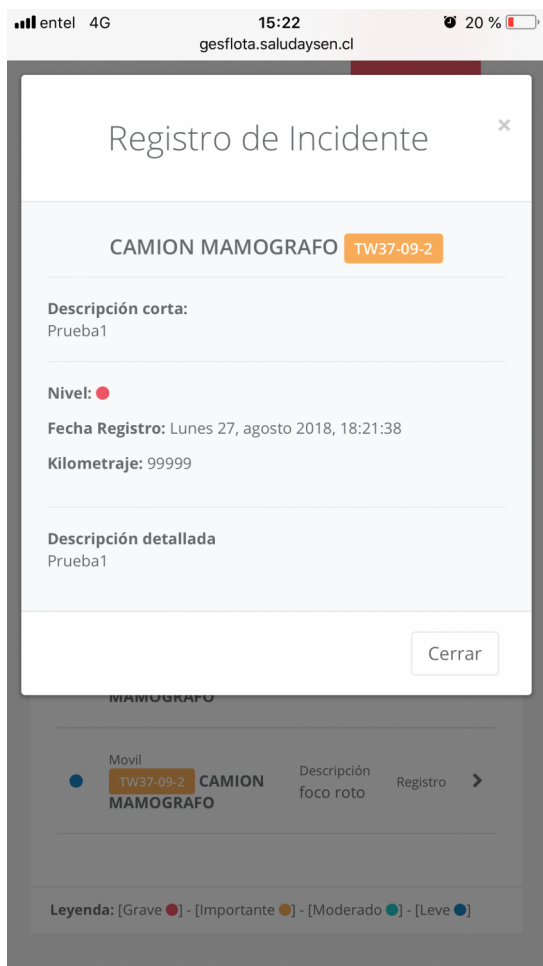 entel 4G 15:22 20 %
gesflota.saludaysen.cl
Registro de Incidente ×
CAMION MAMOGRAFO TW37-09-2
Descripción corta:
Prueba1
Nivel:
Fecha Registro: Lunes 27, agosto 2018, 18:21:38
Kilometraje: 99999
Descripción detallada
Prueba1
Cerrar
MAMOGRAFO
Movil
TW37-09-2 CAMION
MAMOGRAFO
Descripción
foco roto
Registro
Leyenda: [Grave ] - [Importante ] - [Moderado ] - [Leve ]